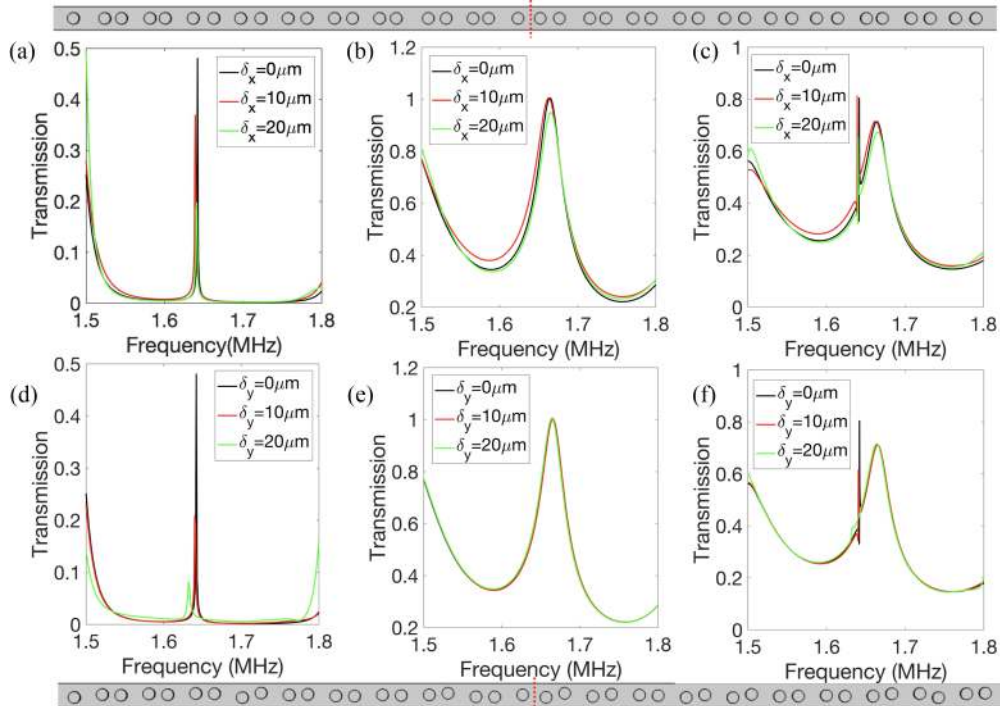 (a)
0.5
0.4
0.3
0.2
0.1
0
Transmission
δx=0μm
δx=10μm
δx=20μm
1.5 1.6 1.7 1.8
Frequency(MHz)
(b)
1.2
1
0.8
0.6
0.4
0.2
Transmission
δx=0μm
δx=10μm
δx=20μm
1.5 1.6 1.7 1.8
Frequency (MHz)
(c)
1
0.8
0.6
0.4
0.2
0
Transmission
δx=0μm
δx=10μm
δx=20μm
1.5 1.6 1.7 1.8
Frequency (MHz)
(d)
0.5
0.4
0.3
0.2
0.1
0
Transmission
δy=0μm
δy=10μm
δy=20μm
1.5 1.6 1.7 1.8
Frequency (MHz)
(e)
1.2
1
0.8
0.6
0.4
0.2
Transmission
δy=0μm
δy=10μm
δy=20μm
1.5 1.6 1.7 1.8
Frequency (MHz)
(f)
1
0.8
0.6
0.4
0.2
0
Transmission
δy=0μm
δy=10μm
δy=20μm
1.5 1.6 1.7 1.8
Frequency (MHz)